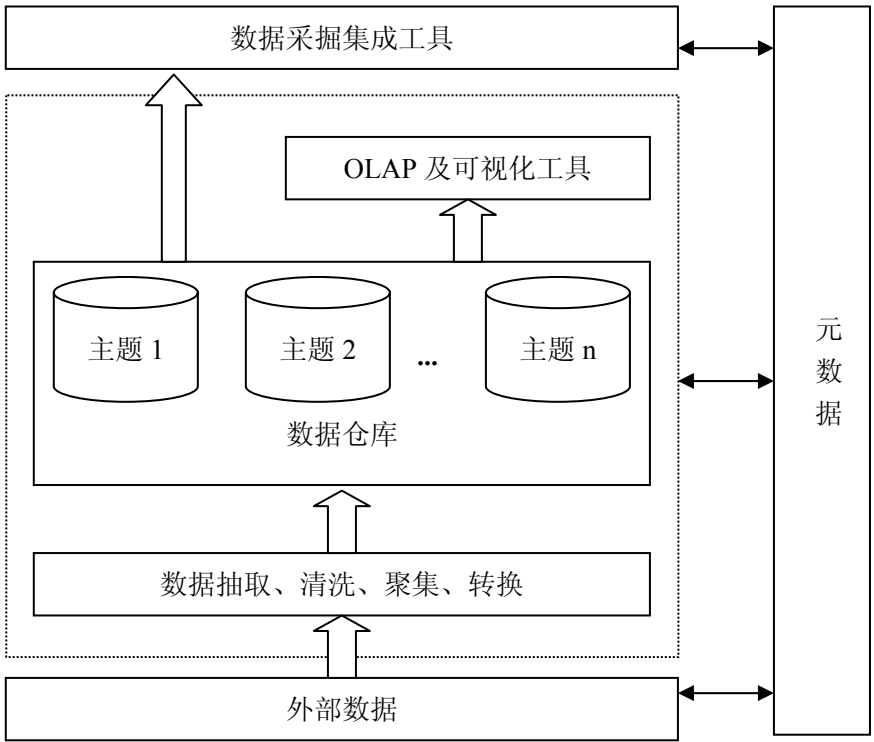 数据采掘集成工具
OLAP 及可视化工具
主题 1
主题 2
...
主题 n
数据仓库
数据抽取、清洗、聚集、转换
外部数据
元
数
据